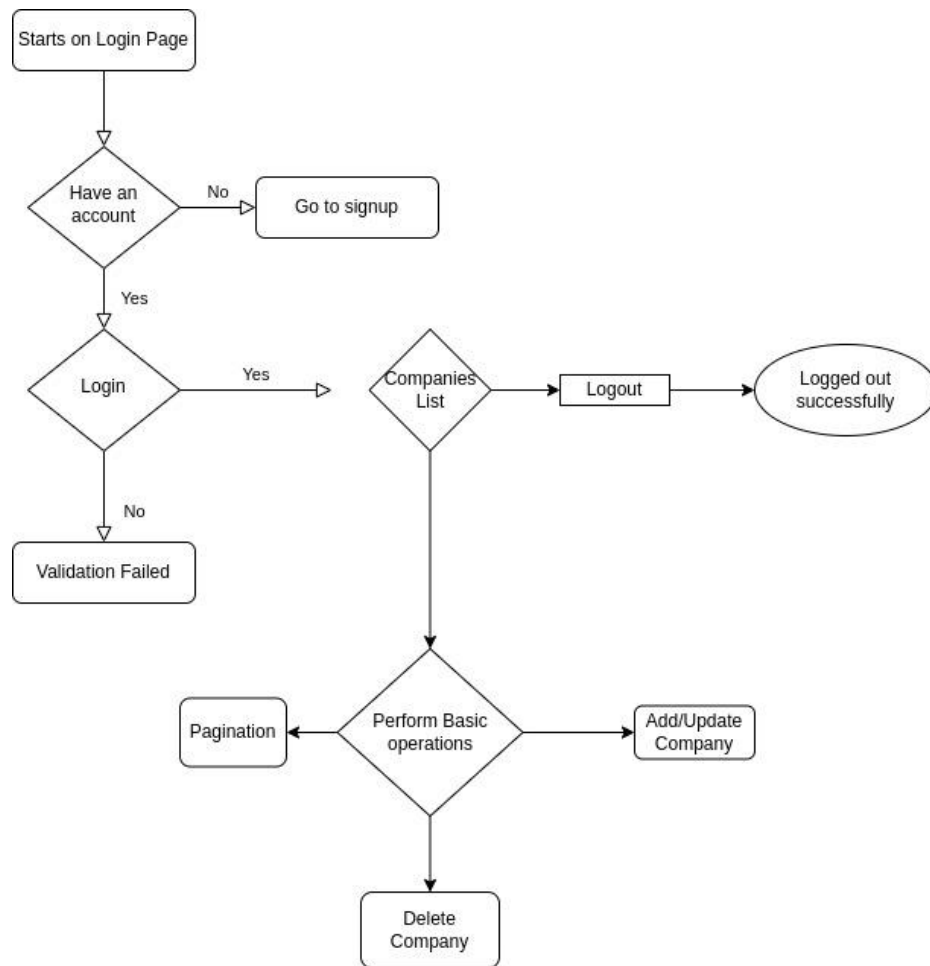 Starts on Login Page
Have an
account
No
Go to signup
Yes
Login
Yes
Companies
List
Logout
Logged out
successfully
No
Validation Failed
Pagination
Perform Basic
operations
Add/Update
Company
Delete
Company